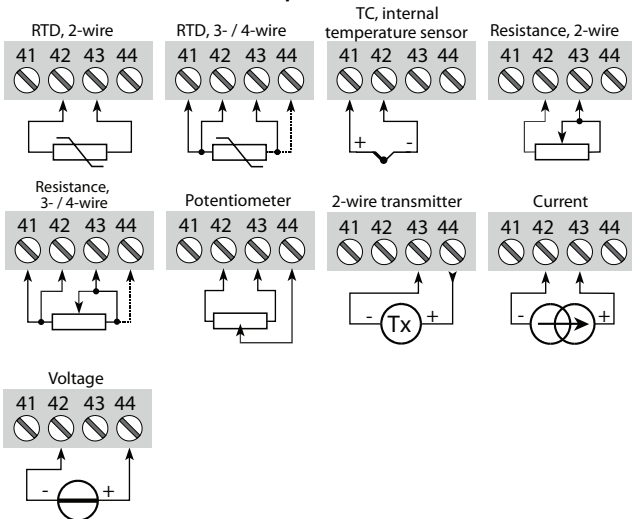 RTD, 2-wire
41 42 43 44
RTD, 3- / 4-wire
41 42 43 44
TC, internal
temperature sensor
41 42 43 44
+ -
Resistance, 2-wire
41 42 43 44
Resistance,
3- / 4-wire
41 42 43 44
Potentiometer
41 42 43 44
2-wire transmitter
41 42 43 44
- Tx +
Current
41 42 43 44
- +
Voltage
41 42 43 44
- +